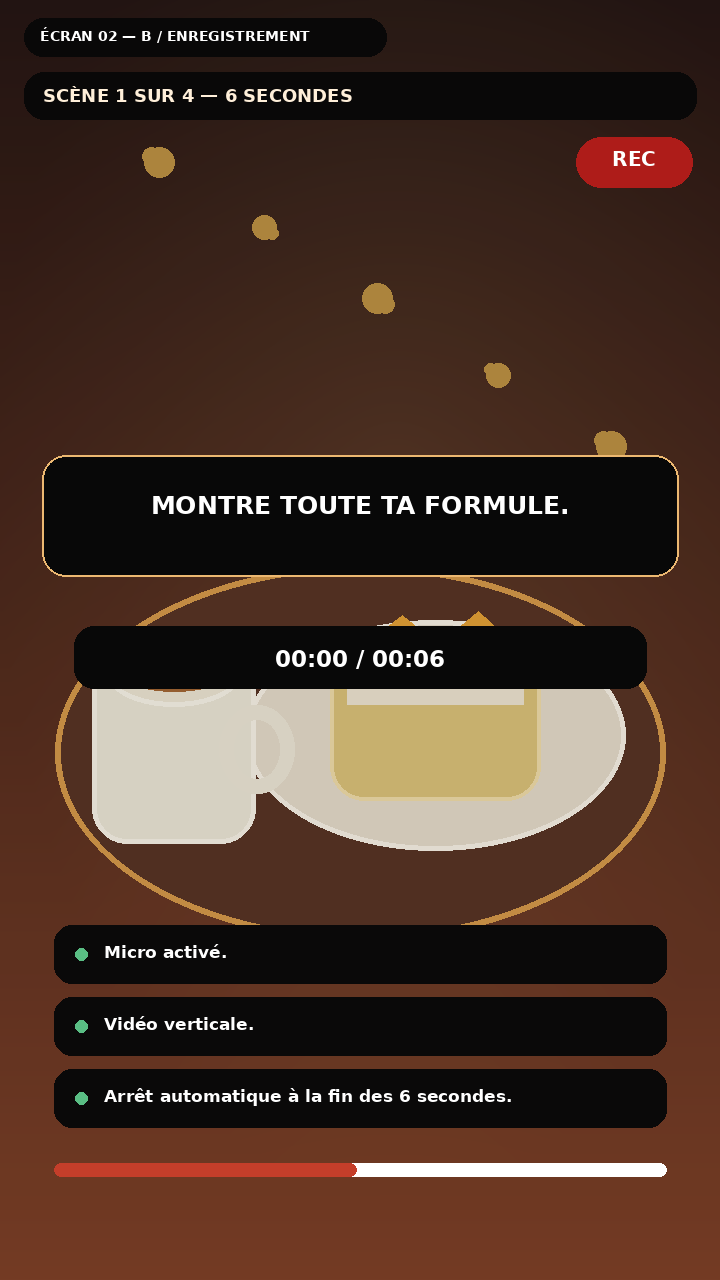 ÉCRAN 02 — B / ENREGISTREMENT
SCÈNE 1 SUR 4 — 6 SECONDES
REC
MONTRE TOUTE TA FORMULE.
00:00 / 00:06
Micro activé.
Vidéo verticale.
Arrêt automatique à la fin des 6 secondes.